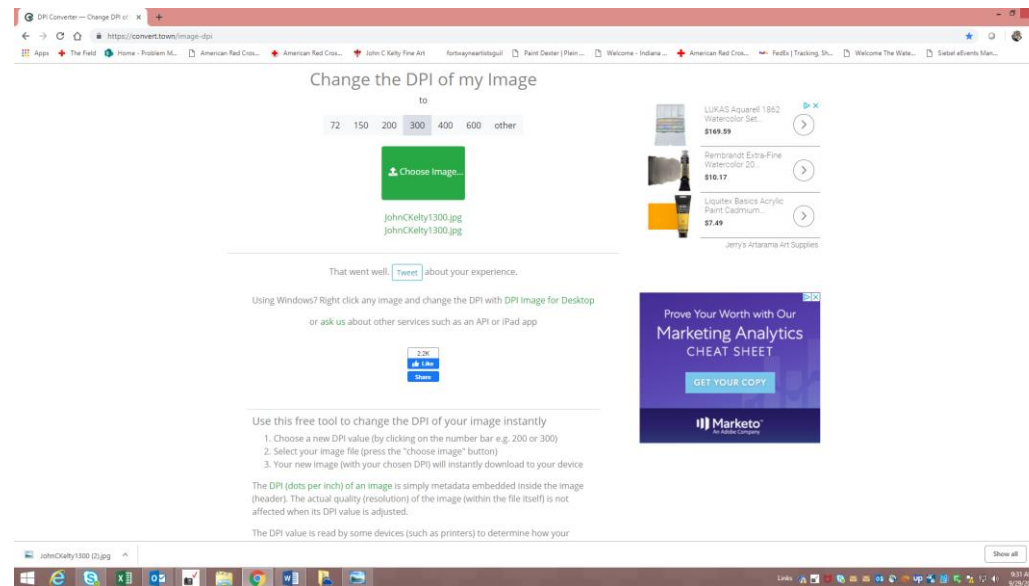 DPI Converter — Change DPI of
https://convert.town/image-dpi
Apps The Field Home - Problem M... American Red Cros... American Red Cros... John C Kelty Fine Art fortwayneartistsguil Paint Dexter | Plein ... Welcome - Indiana ... American Red Cros... FedEx | Tracking, Sh... Welcome The Wate... Siebel eEvents Man...
Change the DPI of my Image
to
72 150 200 300 400 600 other
Choose Image...
JohnCKelty1300.jpg
JohnCKelty1300.jpg
That went well. Tweet about your experience.
Using Windows? Right click any image and change the DPI with DPI Image for Desktop
or ask us about other services such as an API or iPad app
2.2K
Like
Share
Use this free tool to change the DPI of your image instantly
1. Choose a new DPI value (by clicking on the number bar e.g. 200 or 300)
2. Select your image file (press the "choose image" button)
3. Your new image (with your chosen DPI) will instantly download to your device
The DPI (dots per inch) of an image is simply metadata embedded inside the image
(header). The actual quality (resolution) of the image (within the file itself) is not
affected when its DPI value is adjusted.
The DPI value is read by some devices (such as printers) to determine how your
LUKAS Aquarell 1862
Watercolor Set...
$169.59
Rembrandt Extra-Fine
Watercolor 20...
$10.17
Liquitex Basics Acrylic
Paint Cadmium...
$7.49
Jerry's Artarama Art Supplies
Prove Your Worth with Our
Marketing Analytics
CHEAT SHEET
GET YOUR COPY
Marketo
An Adobe Company
JohnCKelty1300 (2).jpg
Show all
Links
9:31 A